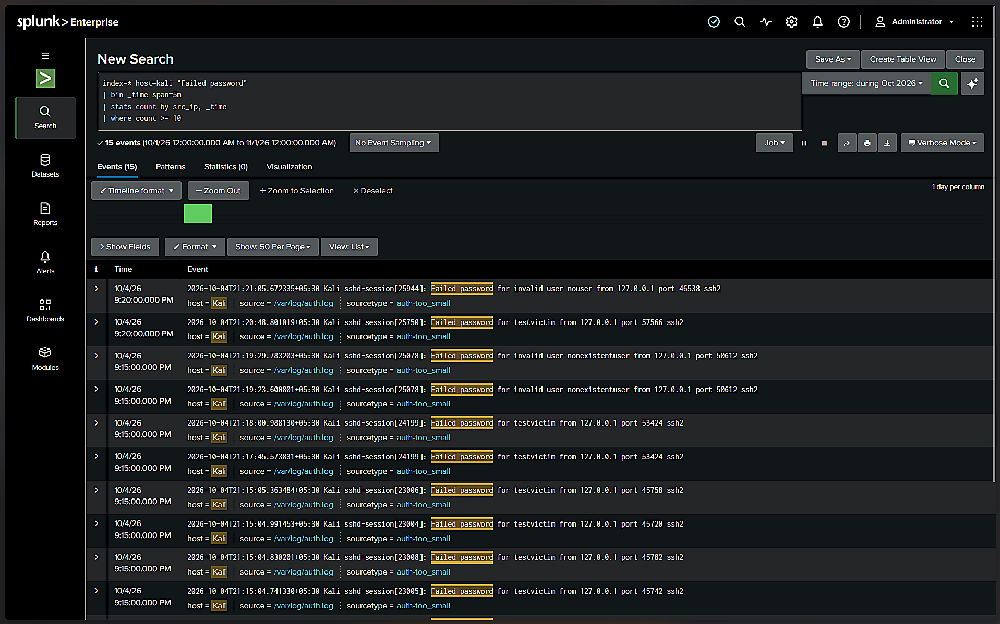 splunk> Enterprise
Administrator
New Search
Save As
Create Table View
Close
index=* host=kali "Failed password"
| bin _time span=5m
| stats count by src_ip, _time
| where count >= 10
Time range: during Oct 2026
Search
Datasets
Reports
Alerts
Dashboards
Modules
✓ 15 events (10/1/26 12:00:00.000 AM to 11/1/26 12:00:00.000 AM)
No Event Sampling
Job
Verbose Mode
Events (15)
Patterns
Statistics (0)
Visualization
Timeline format
— Zoom Out
+ Zoom to Selection
× Deselect
1 day per column
> Show Fields
Format
Show: 50 Per Page
View: List
i
Time
Event
10/4/26
9:20:00.000 PM
2026-10-04T21:21:05.672335+05:30 Kali sshd-session[25944]: Failed password for invalid user nouser from 127.0.0.1 port 46538 ssh2
host = Kali source = /var/log/auth.log sourcetype = auth-too_small
10/4/26
9:20:00.000 PM
2026-10-04T21:20:48.801019+05:30 Kali sshd-session[25750]: Failed password for testvictim from 127.0.0.1 port 57566 ssh2
host = Kali source = /var/log/auth.log sourcetype = auth-too_small
10/4/26
9:15:00.000 PM
2026-10-04T21:19:29.783203+05:30 Kali sshd-session[25078]: Failed password for invalid user nonexistentuser from 127.0.0.1 port 50612 ssh2
host = Kali source = /var/log/auth.log sourcetype = auth-too_small
10/4/26
9:15:00.000 PM
2026-10-04T21:19:23.600801+05:30 Kali sshd-session[25078]: Failed password for invalid user nonexistentuser from 127.0.0.1 port 50612 ssh2
host = Kali source = /var/log/auth.log sourcetype = auth-too_small
10/4/26
9:15:00.000 PM
2026-10-04T21:18:00.988130+05:30 Kali sshd-session[24199]: Failed password for testvictim from 127.0.0.1 port 53424 ssh2
host = Kali source = /var/log/auth.log sourcetype = auth-too_small
10/4/26
9:15:00.000 PM
2026-10-04T21:17:45.573831+05:30 Kali sshd-session[24199]: Failed password for testvictim from 127.0.0.1 port 53424 ssh2
host = Kali source = /var/log/auth.log sourcetype = auth-too_small
10/4/26
9:15:00.000 PM
2026-10-04T21:15:05.363484+05:30 Kali sshd-session[23006]: Failed password for testvictim from 127.0.0.1 port 45758 ssh2
host = Kali source = /var/log/auth.log sourcetype = auth-too_small
10/4/26
9:15:00.000 PM
2026-10-04T21:15:04.991453+05:30 Kali sshd-session[23004]: Failed password for testvictim from 127.0.0.1 port 45720 ssh2
host = Kali source = /var/log/auth.log sourcetype = auth-too_small
10/4/26
9:15:00.000 PM
2026-10-04T21:15:04.830201+05:30 Kali sshd-session[23008]: Failed password for testvictim from 127.0.0.1 port 45782 ssh2
host = Kali source = /var/log/auth.log sourcetype = auth-too_small
10/4/26
9:15:00.000 PM
2026-10-04T21:15:04.741330+05:30 Kali sshd-session[23005]: Failed password for testvictim from 127.0.0.1 port 45742 ssh2
host = Kali source = /var/log/auth.log sourcetype = auth-too_small